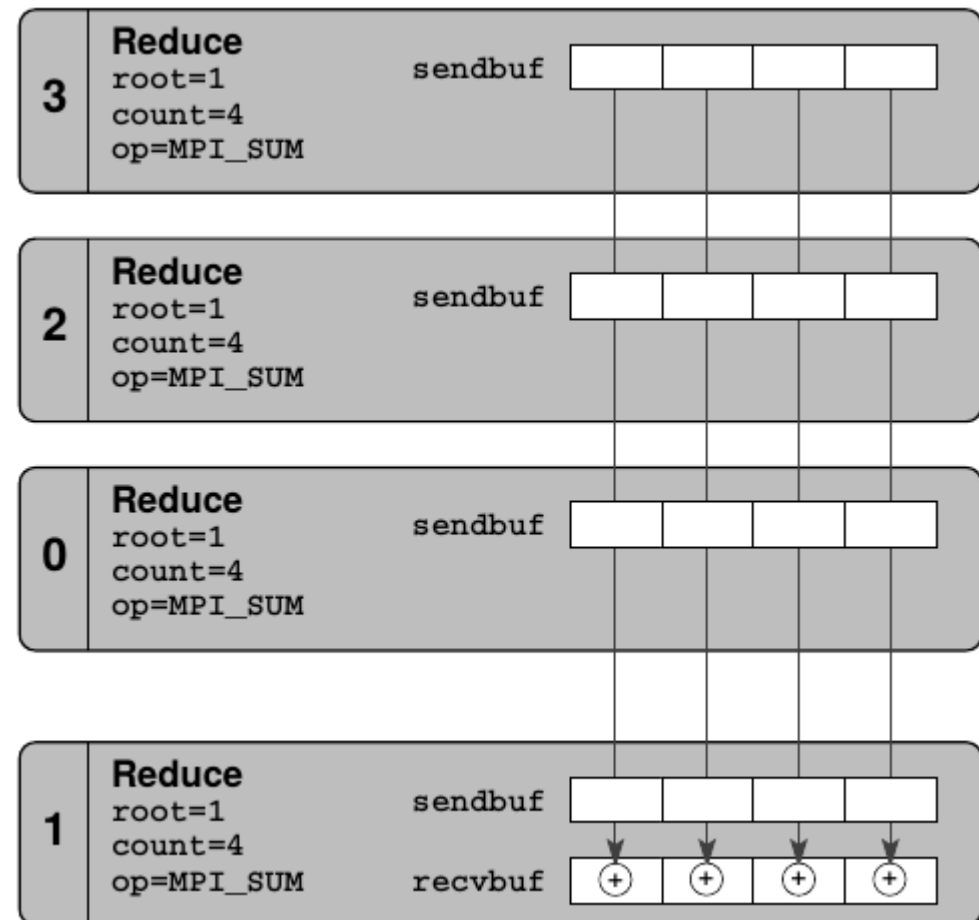 3
Reduce
root=1
count=4
op=MPI_SUM
sendbuf
2
Reduce
root=1
count=4
op=MPI_SUM
sendbuf
0
Reduce
root=1
count=4
op=MPI_SUM
sendbuf
1
Reduce
root=1
count=4
op=MPI_SUM
sendbuf
recvbuf
+ + + +